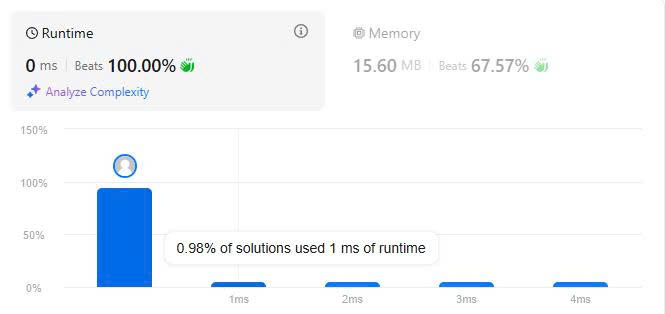 Runtime
0 ms | Beats 100.00%
Analyze Complexity
Memory
15.60 MB | Beats 67.57%
150%
100%
50%
0%
0.98% of solutions used 1 ms of runtime
1ms 2ms 3ms 4ms